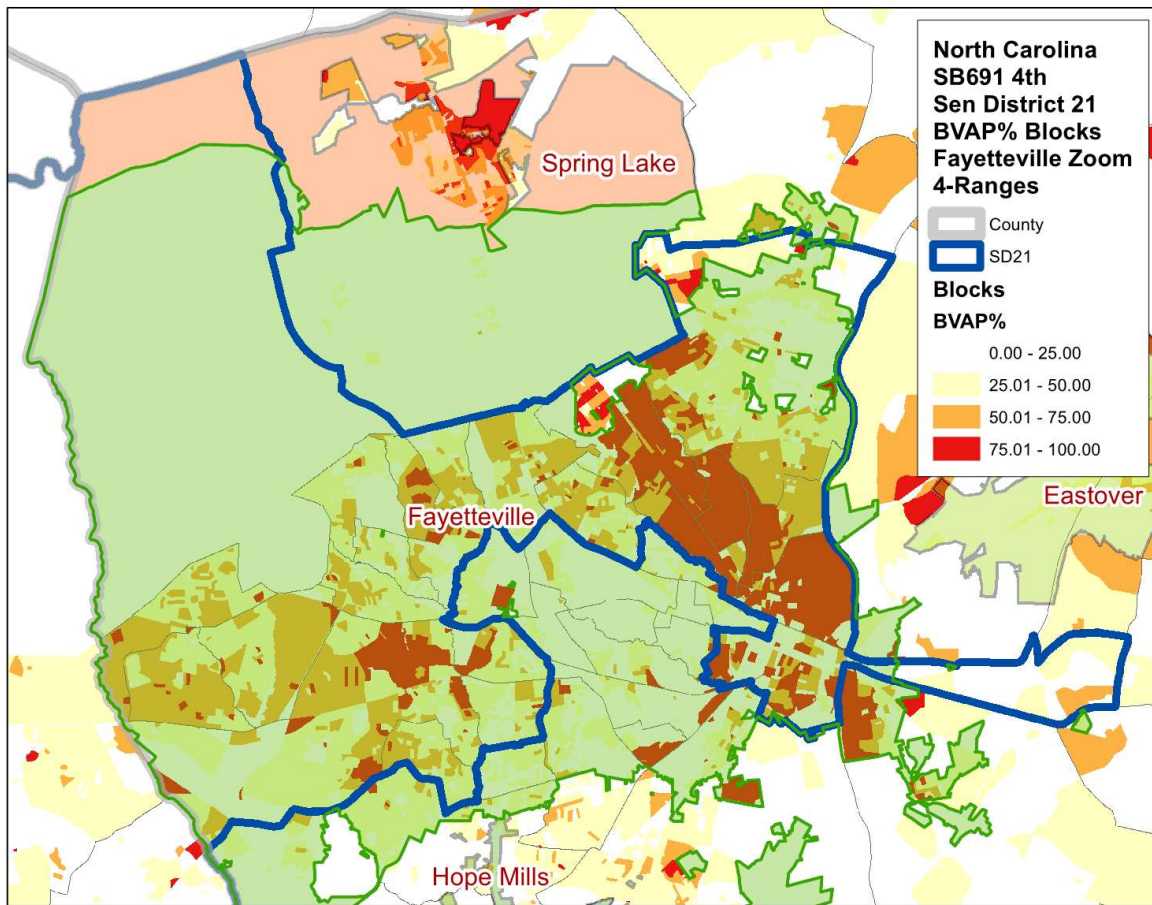 North Carolina
SB691 4th
Sen District 21
BVAP% Blocks
Fayetteville Zoom
4-Ranges
County
SD21
Blocks
BVAP%
0.00 - 25.00
25.01 - 50.00
50.01 - 75.00
75.01 - 100.00
Spring Lake
Eastover
Fayetteville
Hope Mills